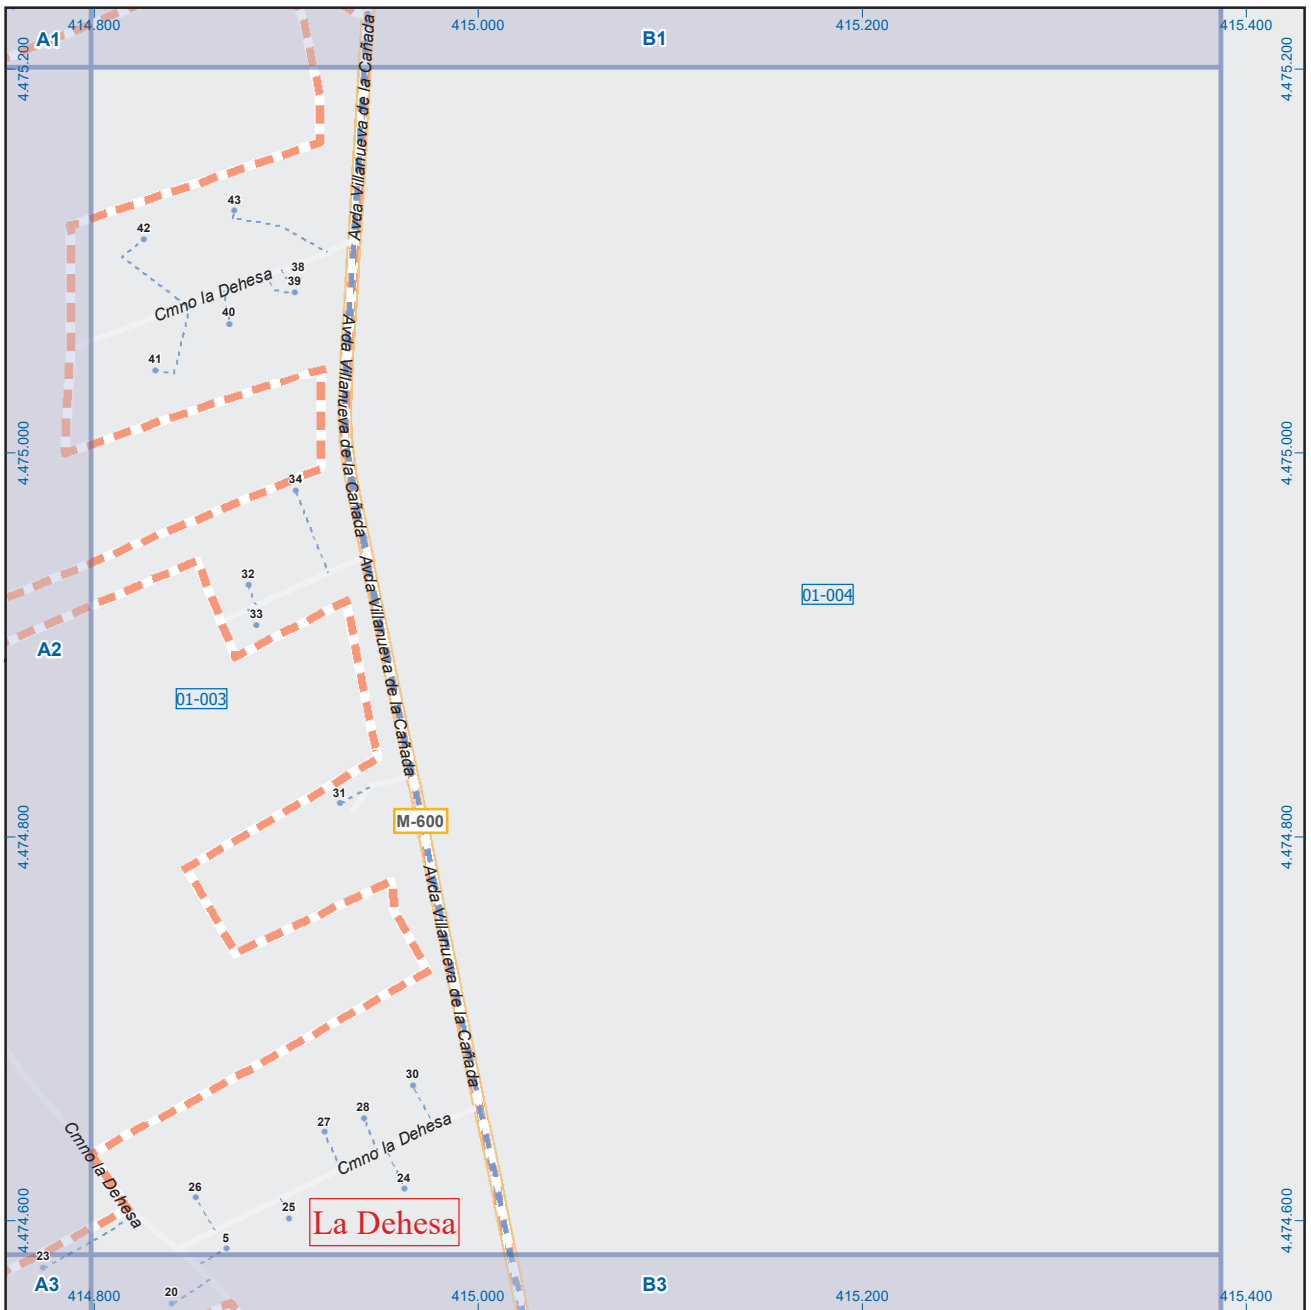 414.800
415.000
415.200
415.400
A1
B1
4.475.200
4.475.200
Avda Villanueva de la Cañada
Avda Villanueva de la Cañada
43
42
38
39
Cmno la Dehesa
40
41
Avda Villanueva de la Cañada
4.475.000
4.475.000
34
Avda Villanueva de la Cañada
32
33
01-004
A2
01-003
31
M-600
4.474.800
4.474.800
Avda Villanueva de la Cañada
30
28
27
Cmno la Dehesa
Cmno la Dehesa
26
24
25
La Dehesa
4.474.600
4.474.600
5
23
20
A3
B3
414.800
415.000
415.200
415.400